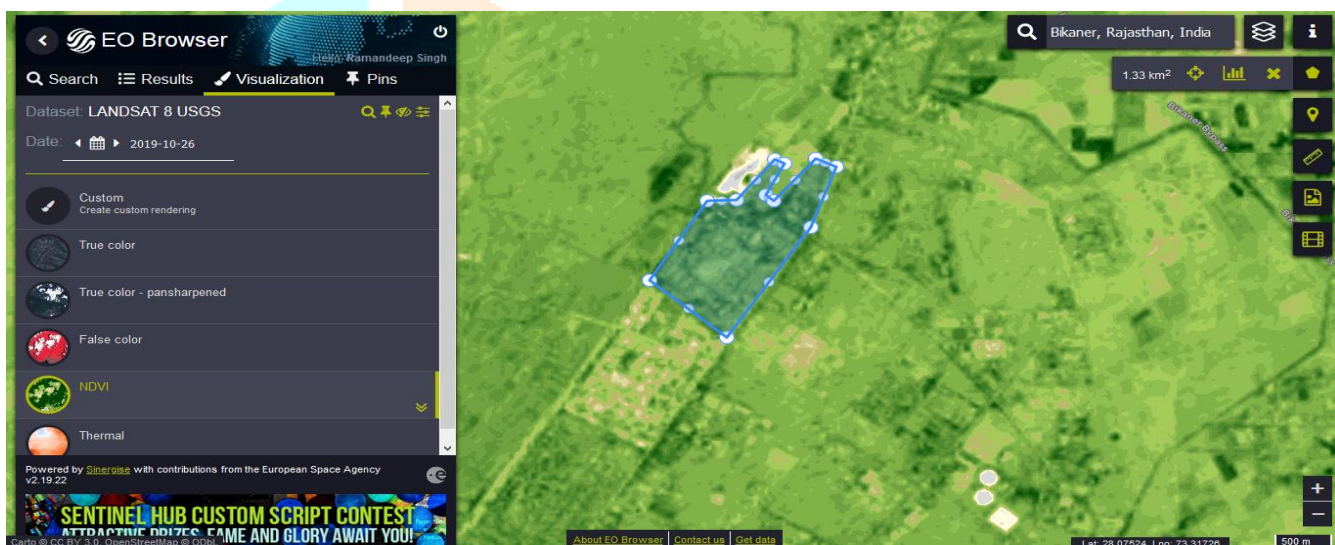 EO Browser
Hello, Ramandeep Singh
Search Results Visualization Pins
Dataset: LANDSAT 8 USGS
Date: 2019-10-26
Custom
Create custom rendering
True color
True color - pansharpened
False color
NDVI
Thermal
Powered by Sinergise with contributions from the European Space Agency
v2.19.22
SENTINEL HUB CUSTOM SCRIPT CONTEST
ATTRACTIVE PRIZES, FAME AND GLORY AWAIT YOU!
Carto © CC BY 3.0, OpenStreetMap © ODbL
Bikaner, Rajasthan, India
1.33 km²
Bikaner Bypass
About EO Browser Contact us Get data
Lat: 28.07524, Lng: 73.31726
500 m